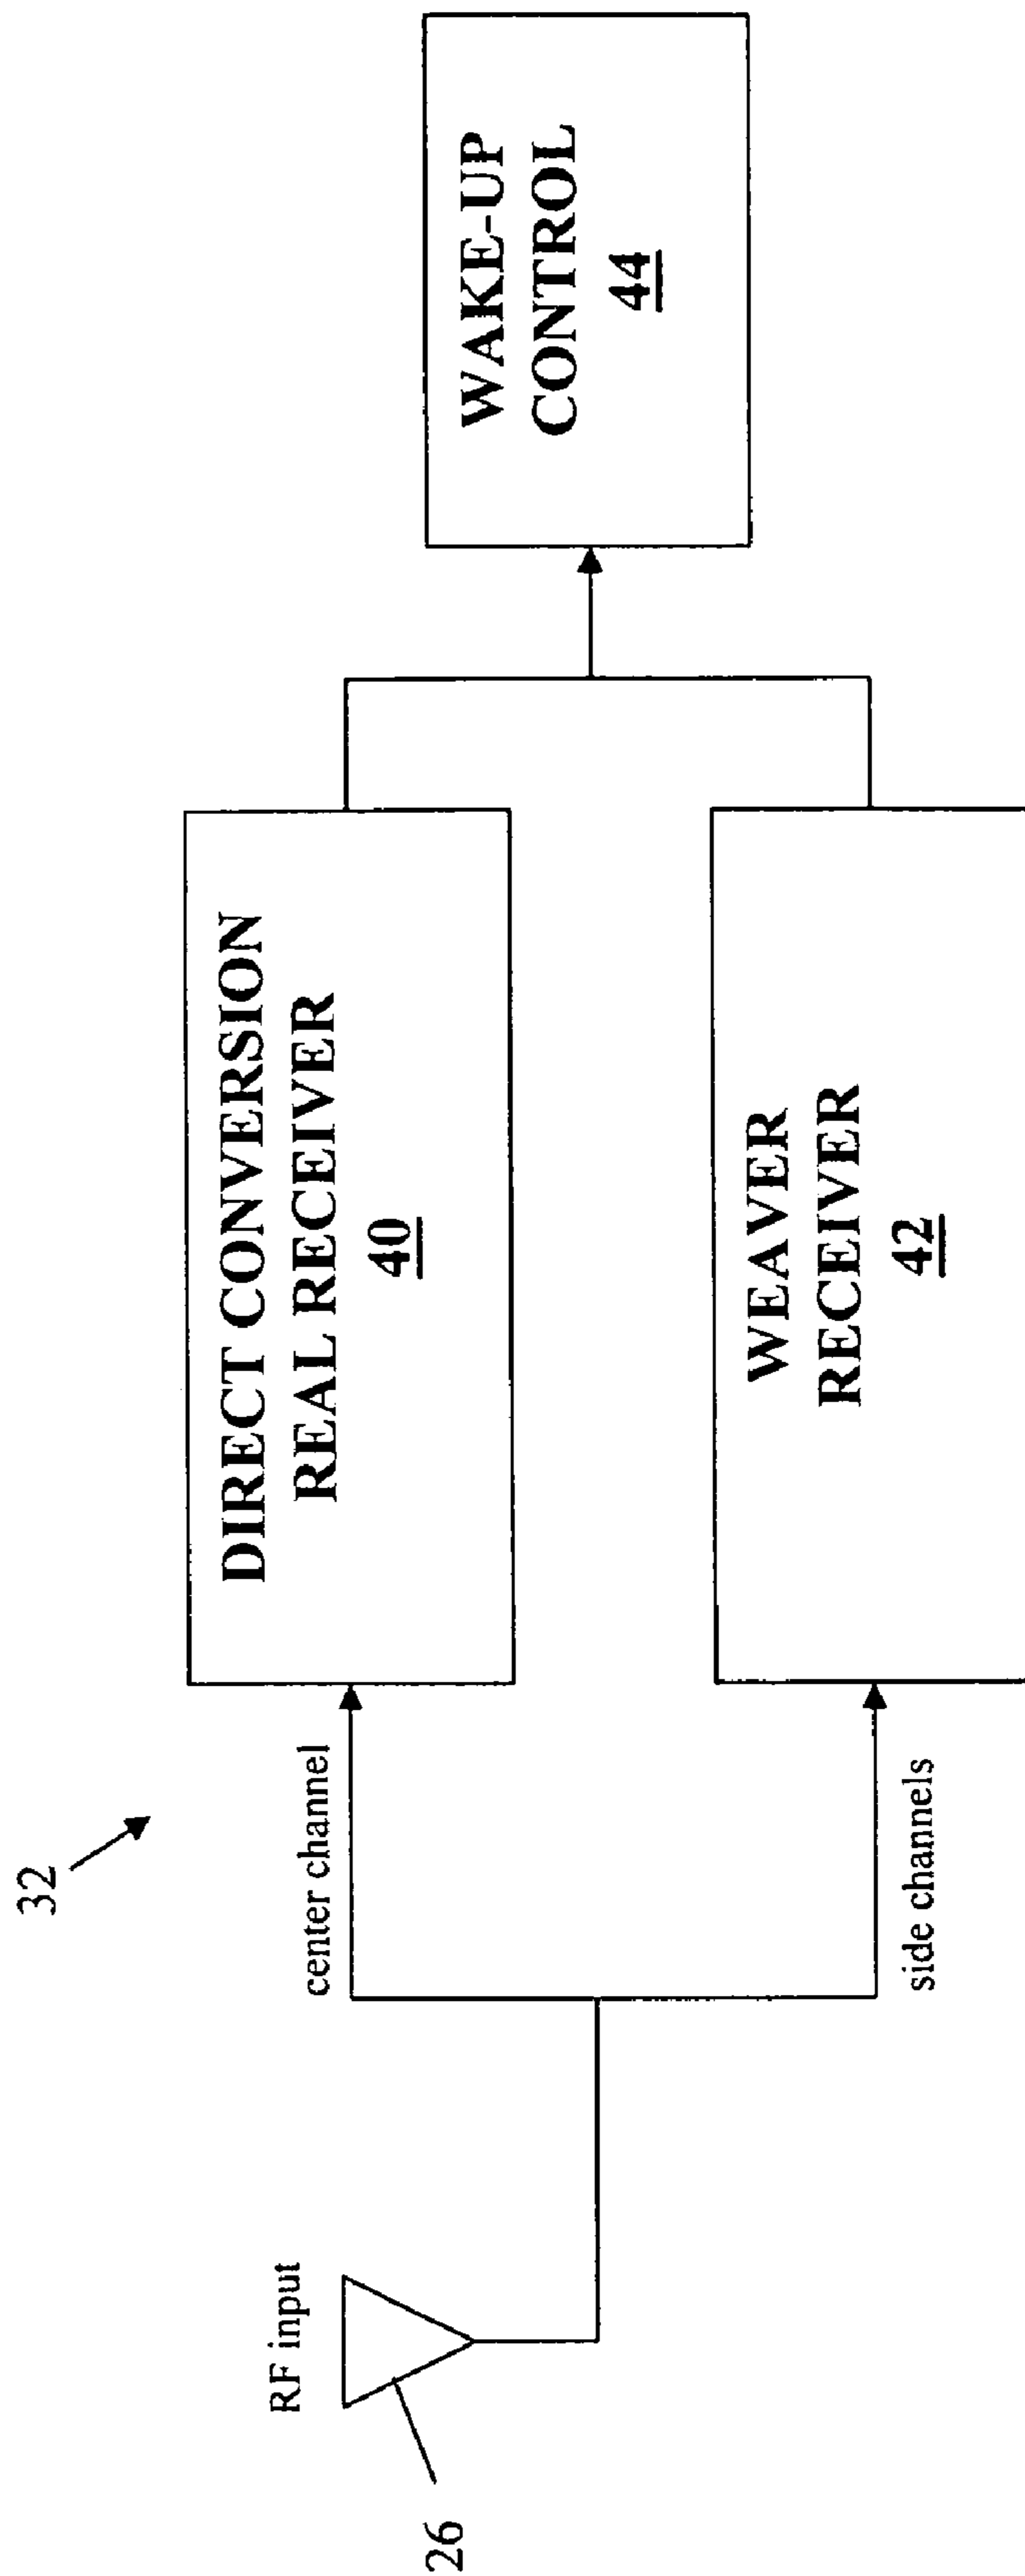 32
RF input
26
center channel
side channels
DIRECT CONVERSION
REAL RECEIVER
40
WEAVER
RECEIVER
42
WAKE-UP
CONTROL
44